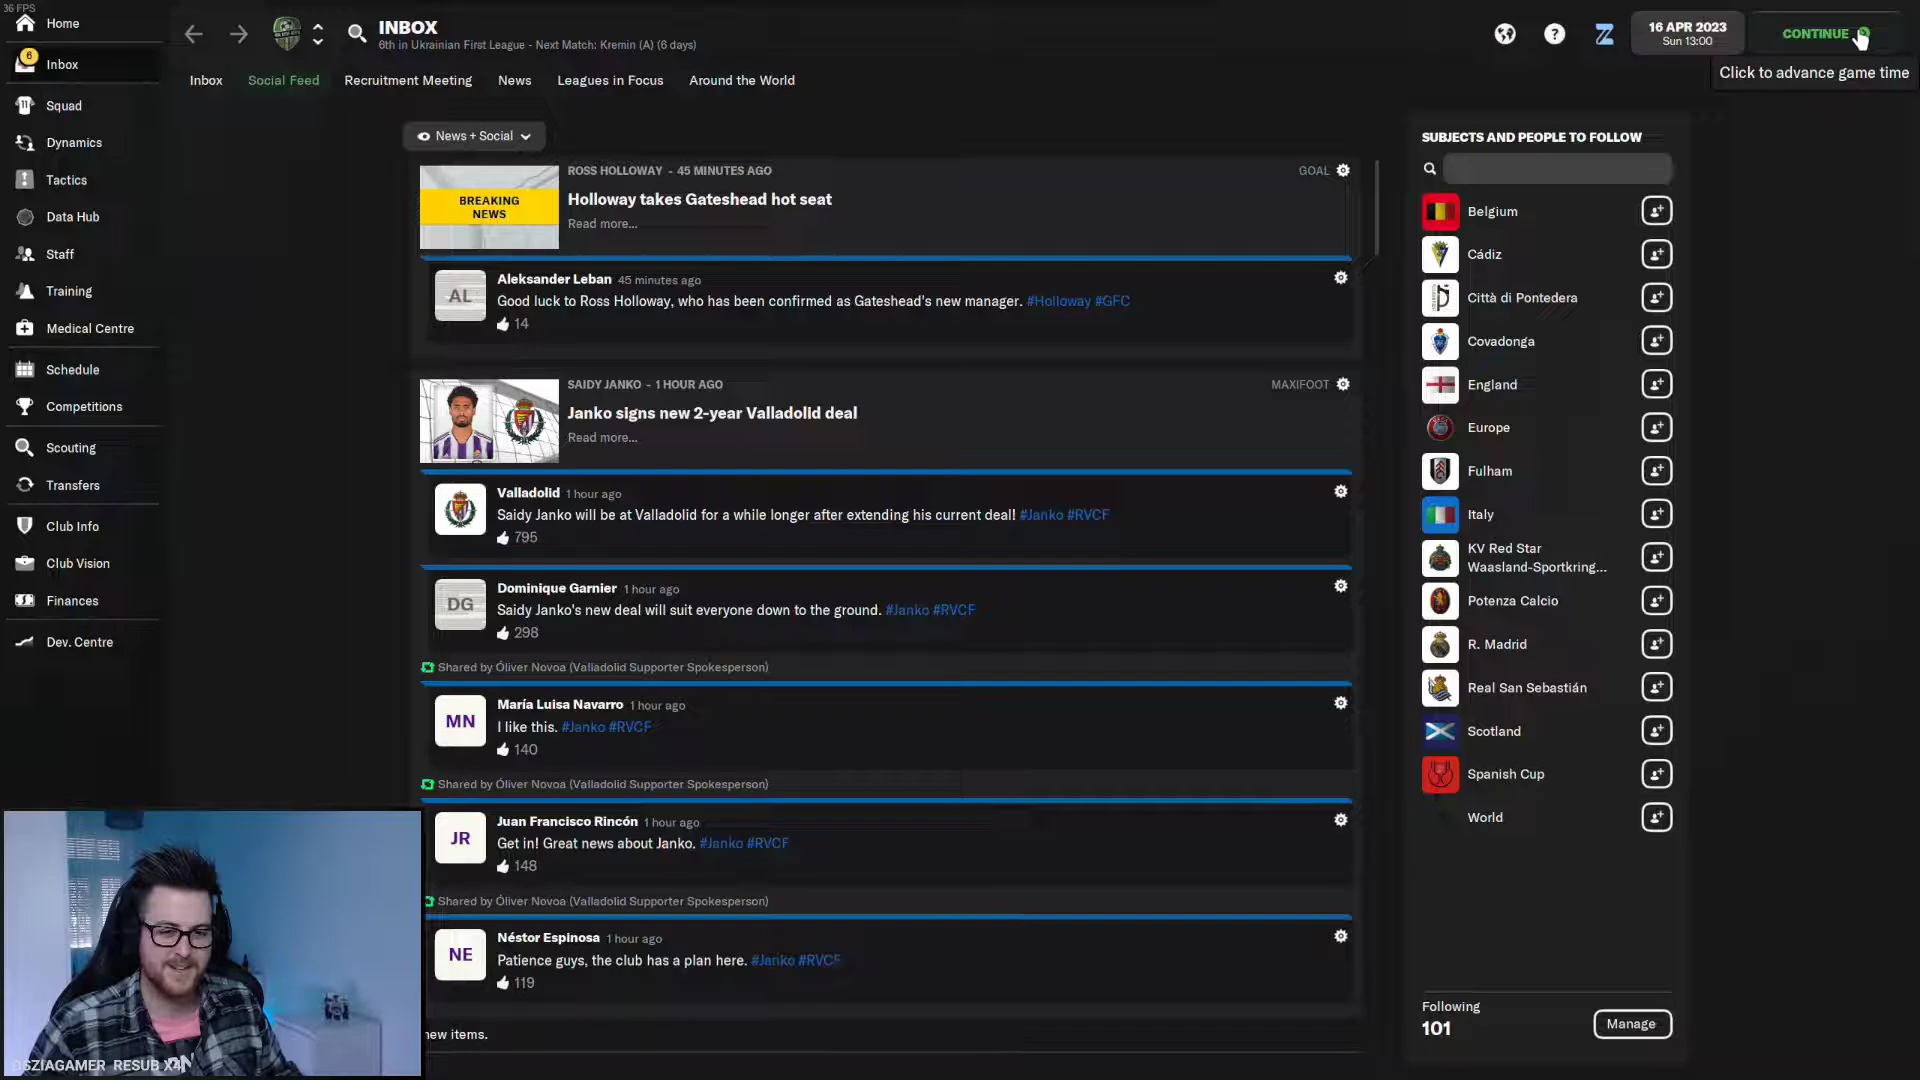 36 FPS
Home
6
Inbox
Squad
Dynamics
Tactics
Data Hub
Staff
Training
Medical Centre
Schedule
Competitions
Scouting
Transfers
Club Info
Club Vision
Finances
Dev. Centre
INBOX
6th in Ukrainian First League - Next Match: Kremin (A) (6 days)
16 APR 2023
Sun 13:00
CONTINUE
Click to advance game time
Inbox
Social Feed
Recruitment Meeting
News
Leagues in Focus
Around the World
News + Social
BREAKING
NEWS
ROSS HOLLOWAY - 45 MINUTES AGO
GOAL
Holloway takes Gateshead hot seat
Read more...
AL
Aleksander Leban 45 minutes ago
Good luck to Ross Holloway, who has been confirmed as Gateshead's new manager. #Holloway #GFC
14
SAIDY JANKO - 1 HOUR AGO
MAXIFOOT
Janko signs new 2-year Valladolid deal
Read more...
Valladolid 1 hour ago
Saidy Janko will be at Valladolid for a while longer after extending his current deal! #Janko #RVCF
795
DG
Dominique Garnier 1 hour ago
Saidy Janko's new deal will suit everyone down to the ground. #Janko #RVCF
298
Shared by Óliver Novoa (Valladolid Supporter Spokesperson)
MN
María Luisa Navarro 1 hour ago
I like this. #Janko #RVCF
140
Shared by Óliver Novoa (Valladolid Supporter Spokesperson)
JR
Juan Francisco Rincón 1 hour ago
Get in! Great news about Janko. #Janko #RVCF
148
Shared by Óliver Novoa (Valladolid Supporter Spokesperson)
NE
Néstor Espinosa 1 hour ago
Patience guys, the club has a plan here. #Janko #RVCF
119
new items.
SUBJECTS AND PEOPLE TO FOLLOW
Belgium
Cádiz
Città di Pontedera
Covadonga
England
Europe
Fulham
Italy
KV Red Star
Waasland-Sportkring...
Potenza Calcio
R. Madrid
Real San Sebastián
Scotland
Spanish Cup
World
Following
101
Manage
RESUB